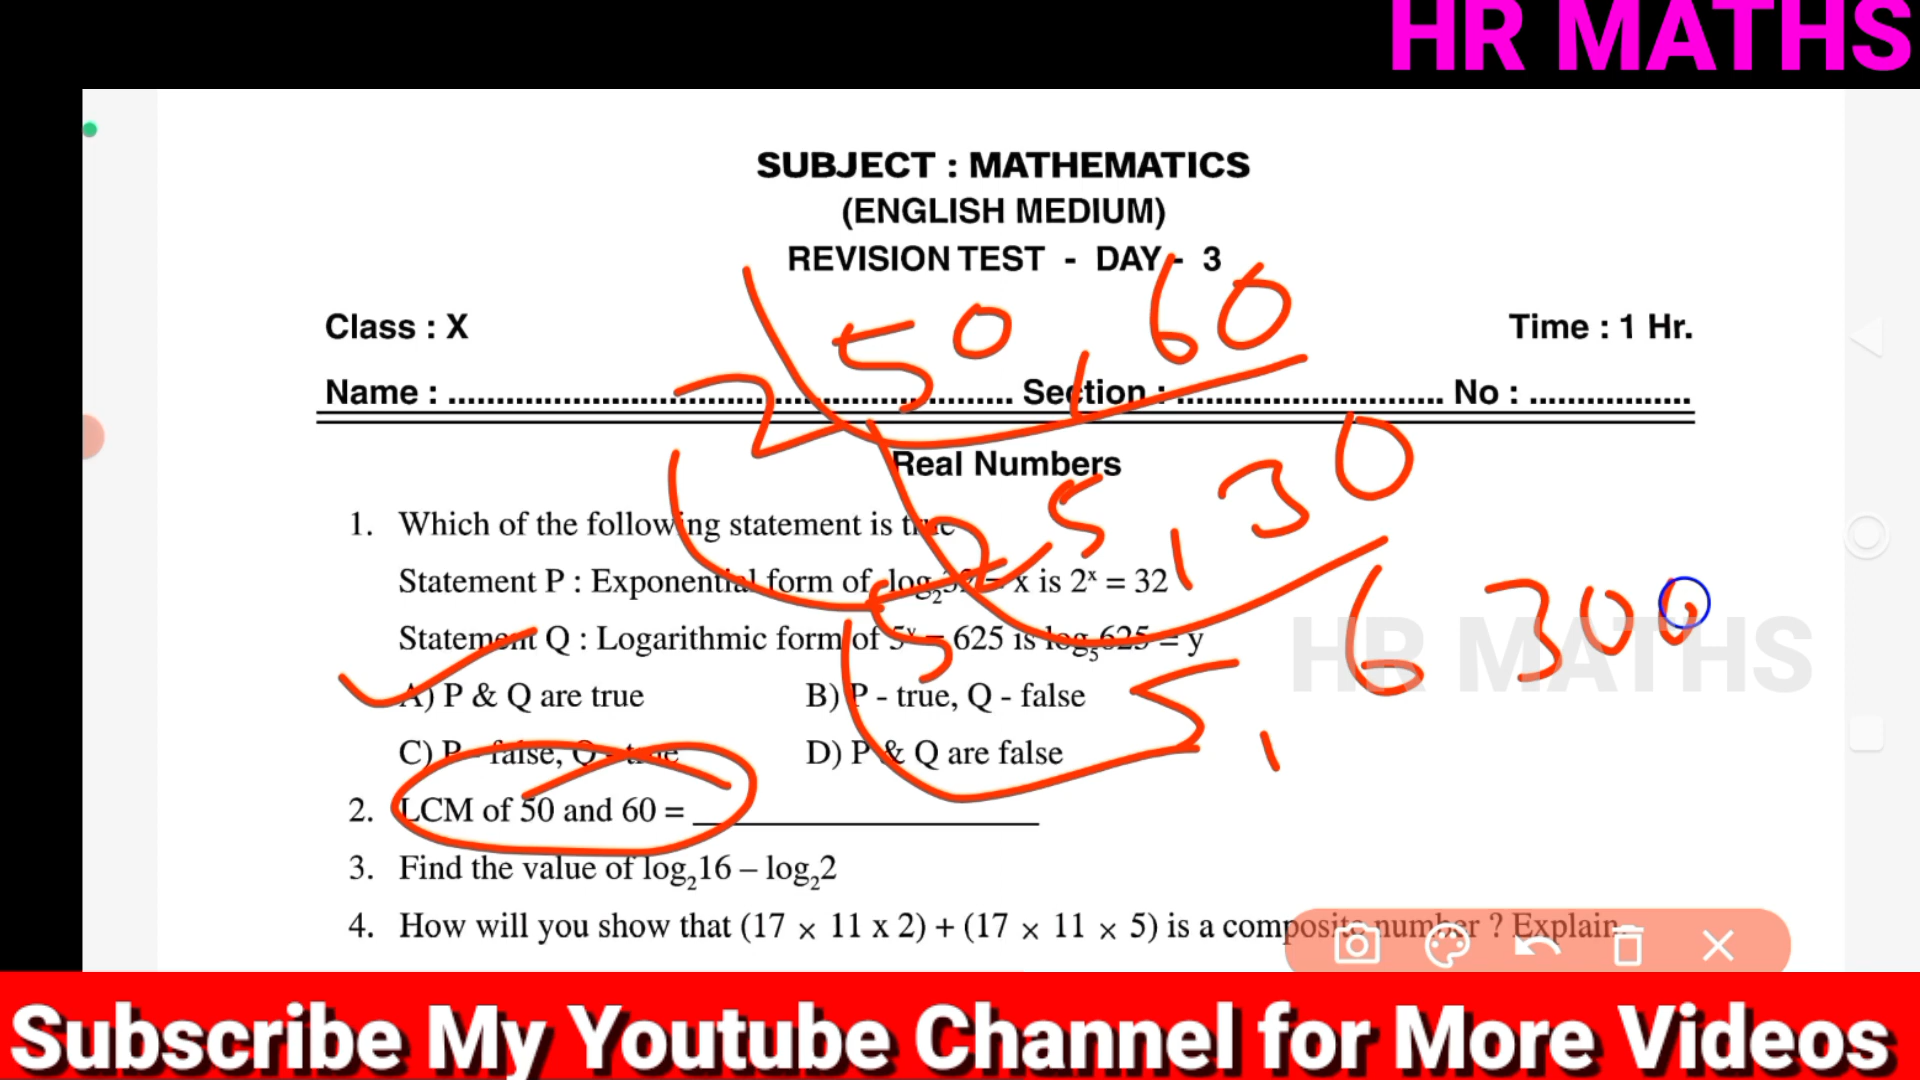 HR MATHS
SUBJECT : MATHEMATICS
(ENGLISH MEDIUM)
REVISION TEST - DAY - 3
Class : X Time : 1 Hr.
Name : ............................................................ Section : ............................ No : .................
Real Numbers
1. Which of the following statement is true
Statement P : Exponential form of log₂32 = x is 2ˣ = 32
Statement Q : Logarithmic form of 5ʸ = 625 is log₅625 = y
A) P & Q are true B) P - true, Q - false
C) P - false, Q - true D) P & Q are false
2. LCM of 50 and 60 = ____________________
3. Find the value of log₂16 – log₂2
4. How will you show that (17 × 11 x 2) + (17 × 11 × 5) is a composite number ? Explain.
2 50, 60
5 25, 30
5, 6 300
HR MATHS
Subscribe My Youtube Channel for More Videos